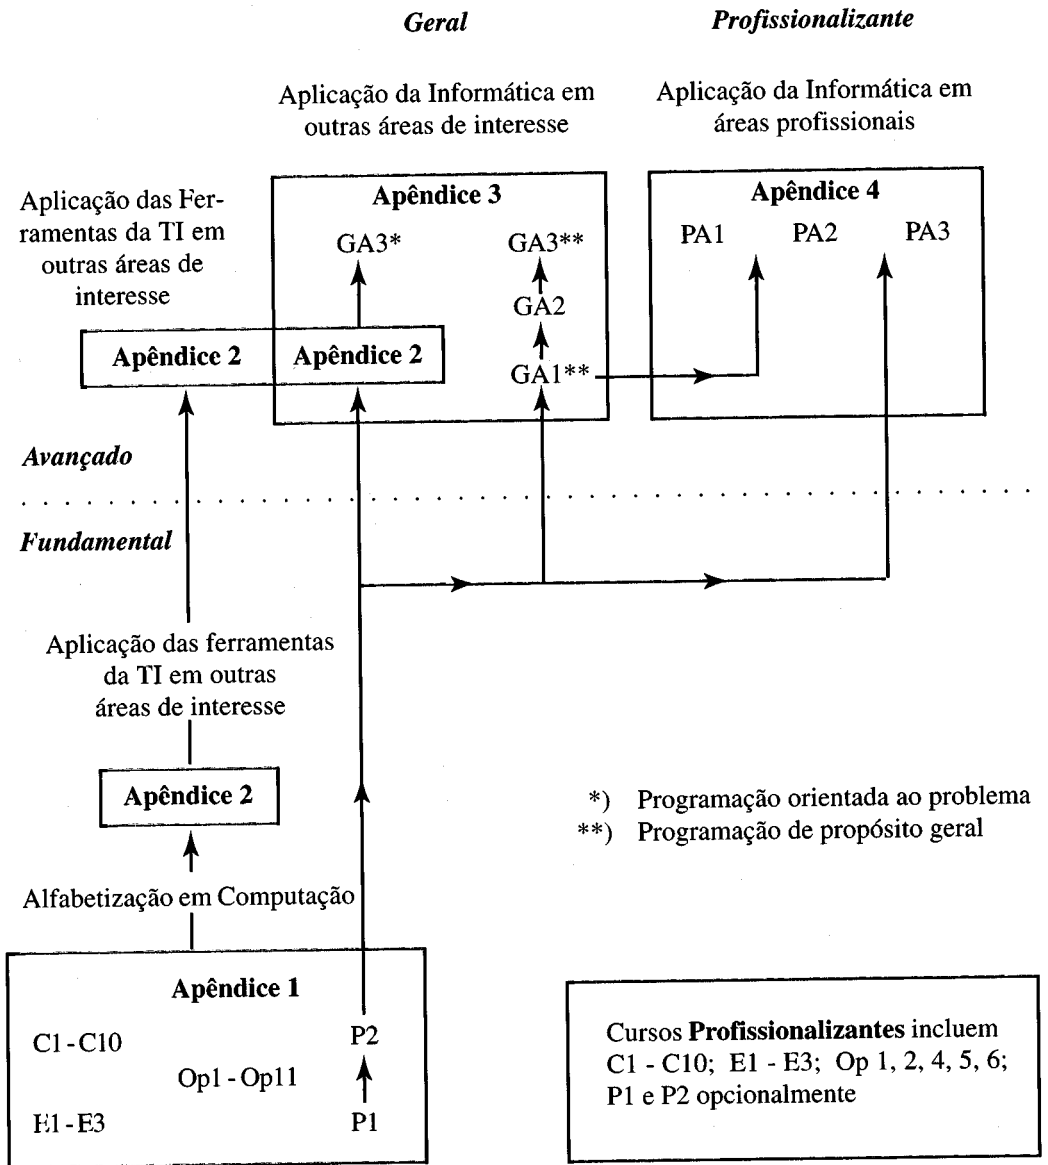 Geral
Profissionalizante
Aplicação da Informática em
outras áreas de interesse
Aplicação da Informática em
áreas profissionais
Aplicação das Fer-
ramentas da TI em
outras áreas de
interesse
Apêndice 3
GA3*
GA3**
GA2
GA1**
Apêndice 4
PA1
PA2
PA3
Apêndice 2
Apêndice 2
Avançado
Fundamental
Aplicação das ferramentas
da TI em outras
áreas de interesse
Apêndice 2
*) Programação orientada ao problema
**) Programação de propósito geral
Alfabetização em Computação
Apêndice 1
C1 - C10
P2
Op1 - Op11
E1 - E3
P1
Cursos Profissionalizantes incluem
C1 - C10; E1 - E3; Op 1, 2, 4, 5, 6;
P1 e P2 opcionalmente